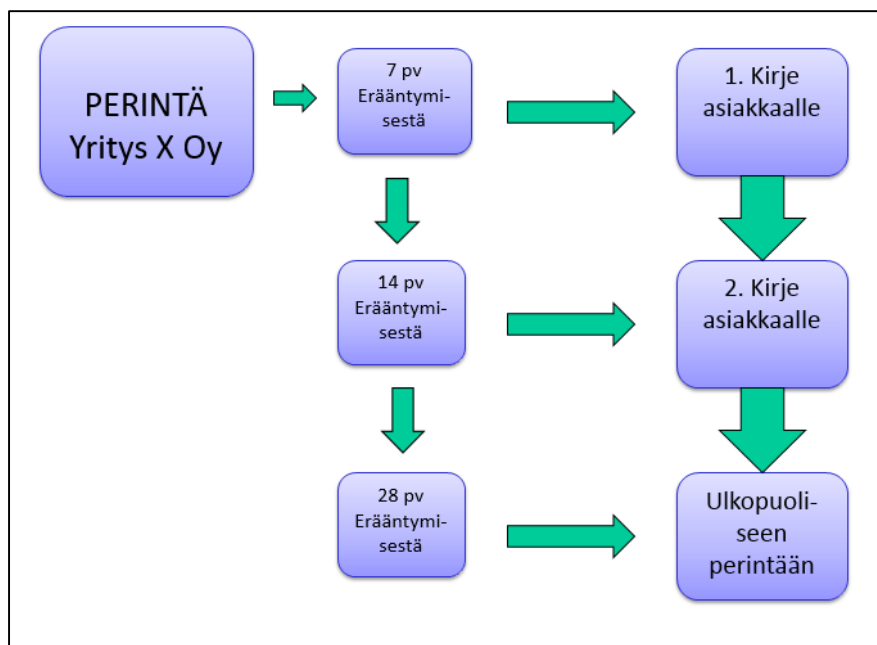 PERINTÄ
Yritys X Oy
7 pv
Erääntymi-
sestä
1. Kirje
asiakkaalle
14 pv
Erääntymi-
sestä
2. Kirje
asiakkaalle
28 pv
Erääntymi-
sestä
Ulkopuoli-
seen
perintään